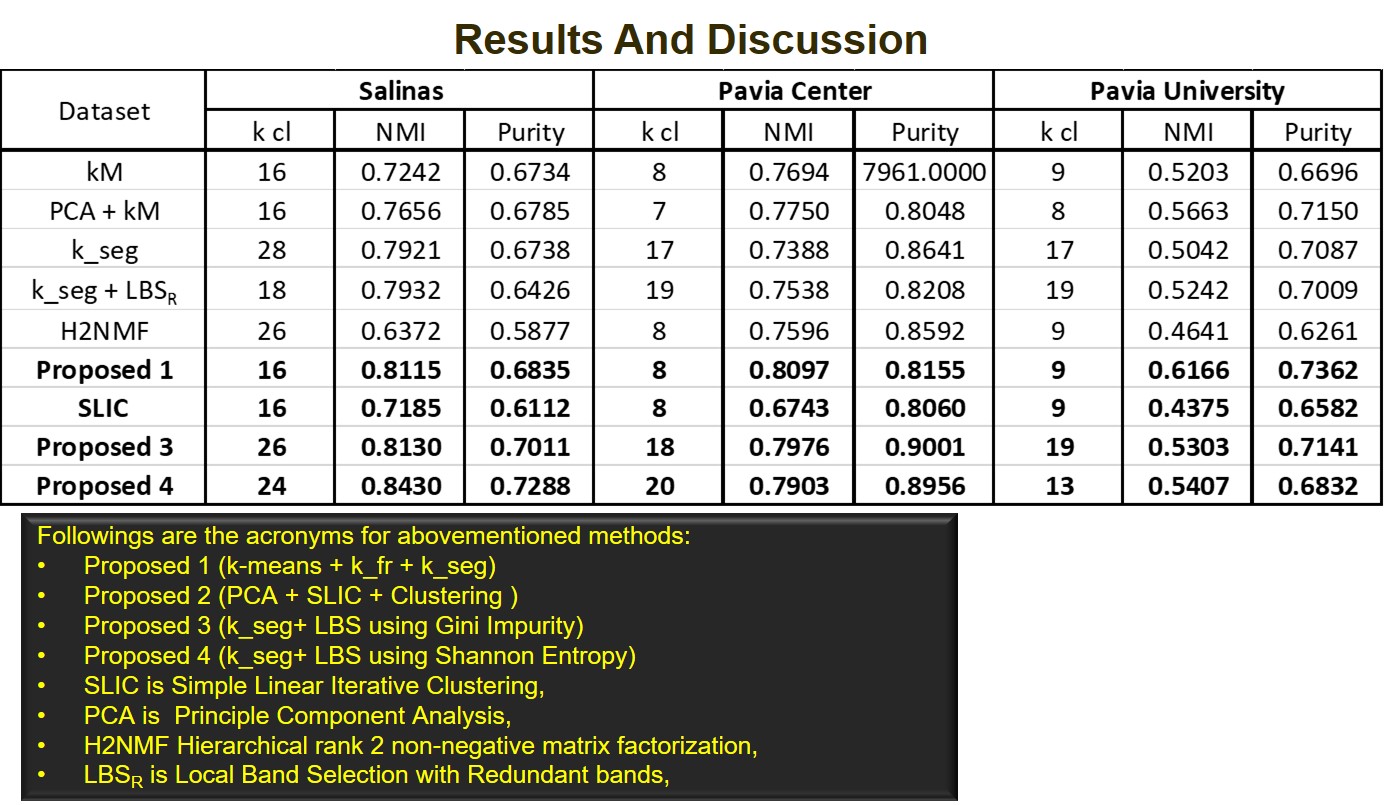 Results And Discussion
Dataset Salinas Pavia Center Pavia University
k cl NMI Purity k cl NMI Purity k cl NMI Purity
kM 16 0.7242 0.6734 8 0.7694 7961.0000 9 0.5203 0.6696
PCA + kM 16 0.7656 0.6785 7 0.7750 0.8048 8 0.5663 0.7150
k_seg 28 0.7921 0.6738 17 0.7388 0.8641 17 0.5042 0.7087
k_seg + LBSR 18 0.7932 0.6426 19 0.7538 0.8208 19 0.5242 0.7009
H2NMF 26 0.6372 0.5877 8 0.7596 0.8592 9 0.4641 0.6261
Proposed 1 16 0.8115 0.6835 8 0.8097 0.8155 9 0.6166 0.7362
SLIC 16 0.7185 0.6112 8 0.6743 0.8060 9 0.4375 0.6582
Proposed 3 26 0.8130 0.7011 18 0.7976 0.9001 19 0.5303 0.7141
Proposed 4 24 0.8430 0.7288 20 0.7903 0.8956 13 0.5407 0.6832
Followings are the acronyms for abovementioned methods:
• Proposed 1 (k-means + k_fr + k_seg)
• Proposed 2 (PCA + SLIC + Clustering )
• Proposed 3 (k_seg+ LBS using Gini Impurity)
• Proposed 4 (k_seg+ LBS using Shannon Entropy)
• SLIC is Simple Linear Iterative Clustering,
• PCA is  Principle Component Analysis,
• H2NMF Hierarchical rank 2 non-negative matrix factorization,
• LBSR is Local Band Selection with Redundant bands,